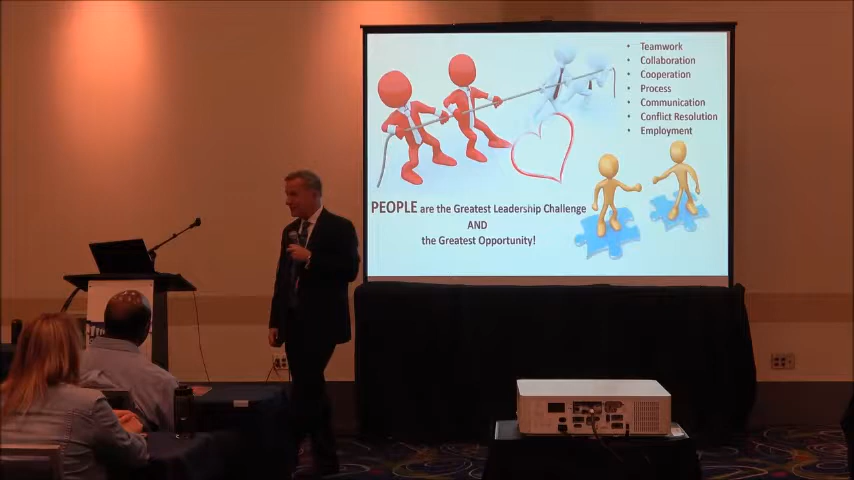 • Teamwork
• Collaboration
• Cooperation
• Process
• Communication
• Conflict Resolution
• Employment
PEOPLE are the Greatest Leadership Challenge
AND
the Greatest Opportunity!